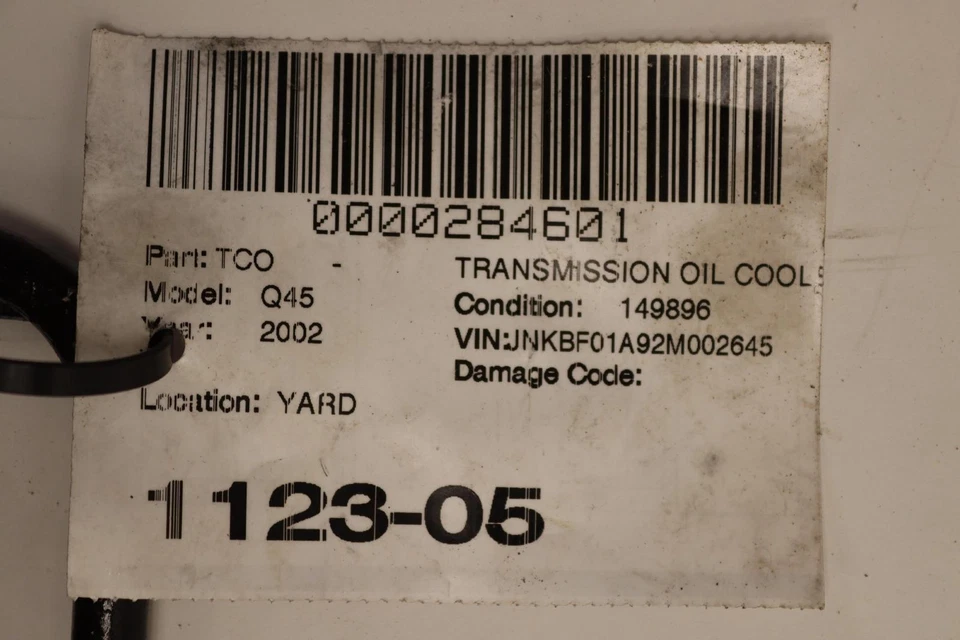 0000284601
Part: TCO - TRANSMISSION OIL COOL
Model: Q45 Condition: 149896
Year: 2002 VIN:JNKBF01A92M002645
Damage Code:
Location: YARD
1123-05